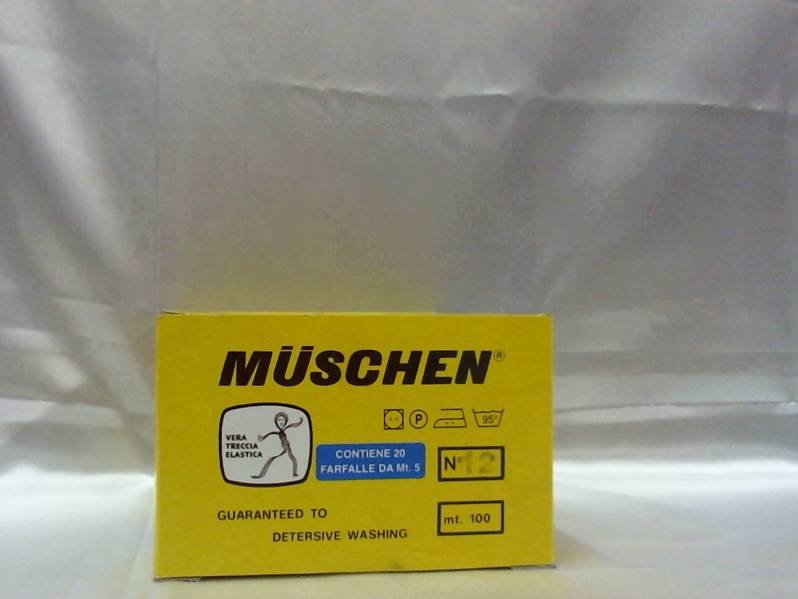 MÜSCHEN®
P
95°
VERA
TRECCIA
ELASTICA
CONTIENE 20
FARFALLE DA Mt. 5
N° 12
GUARANTEED TO
DETERSIVE WASHING
mt. 100